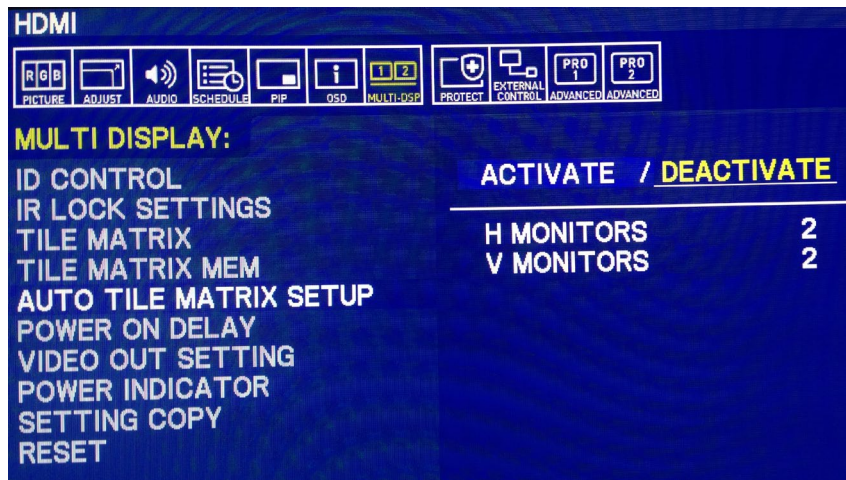 HDMI
RGB PICTURE
ADJUST
AUDIO
SCHEDULE
PIP
i OSD
1 2 MULTI-DSP
PROTECT
EXTERNAL CONTROL
PRO 1 ADVANCED
PRO 2 ADVANCED
MULTI DISPLAY:
ID CONTROL
IR LOCK SETTINGS
TILE MATRIX
TILE MATRIX MEM
AUTO TILE MATRIX SETUP
POWER ON DELAY
VIDEO OUT SETTING
POWER INDICATOR
SETTING COPY
RESET
ACTIVATE / DEACTIVATE
H MONITORS 2
V MONITORS 2